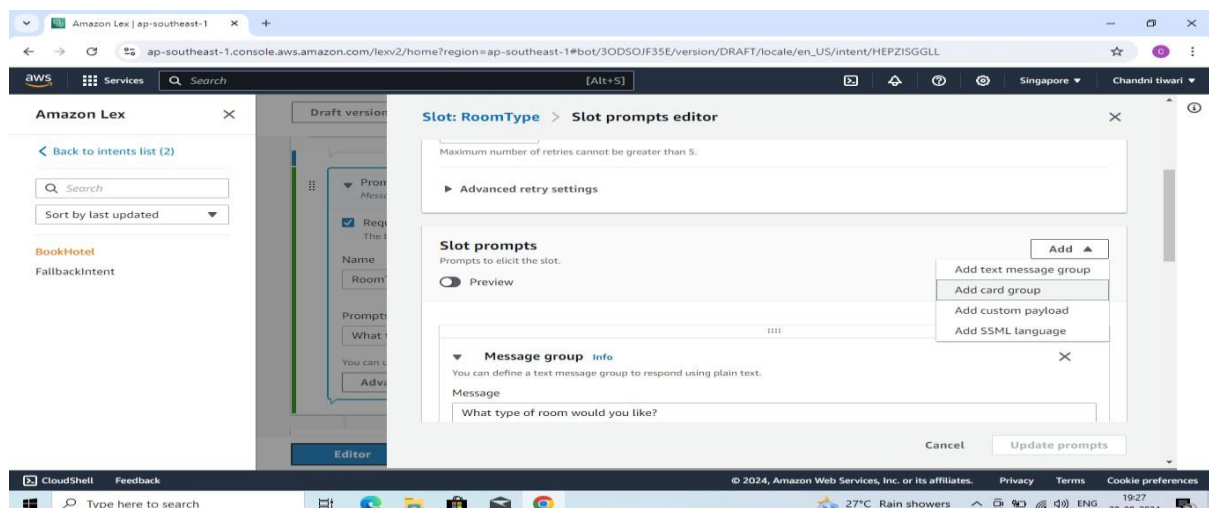 Amazon Lex | ap-southeast-1
ap-southeast-1.console.aws.amazon.com/lexv2/home?region=ap-southeast-1#bot/3ODSOJF35E/version/DRAFT/locale/en_US/intent/HEPZISGGLL
aws Services Search [Alt+S] Singapore Chandni tiwari
Amazon Lex
Back to intents list (2)
Search
Sort by last updated
BookHotel
FallbackIntent
Draft version
Name
Prompts
What
Editor
Slot: RoomType > Slot prompts editor
Maximum number of retries cannot be greater than 5.
Advanced retry settings
Slot prompts
Prompts to elicit the slot.
Preview
Add
Add text message group
Add card group
Add custom payload
Add SSML language
Message group Info
You can define a text message group to respond using plain text.
Message
What type of room would you like?
Cancel Update prompts
CloudShell Feedback © 2024, Amazon Web Services, Inc. or its affiliates. Privacy Terms Cookie preferences
Type here to search 27°C Rain showers ENG 19:27